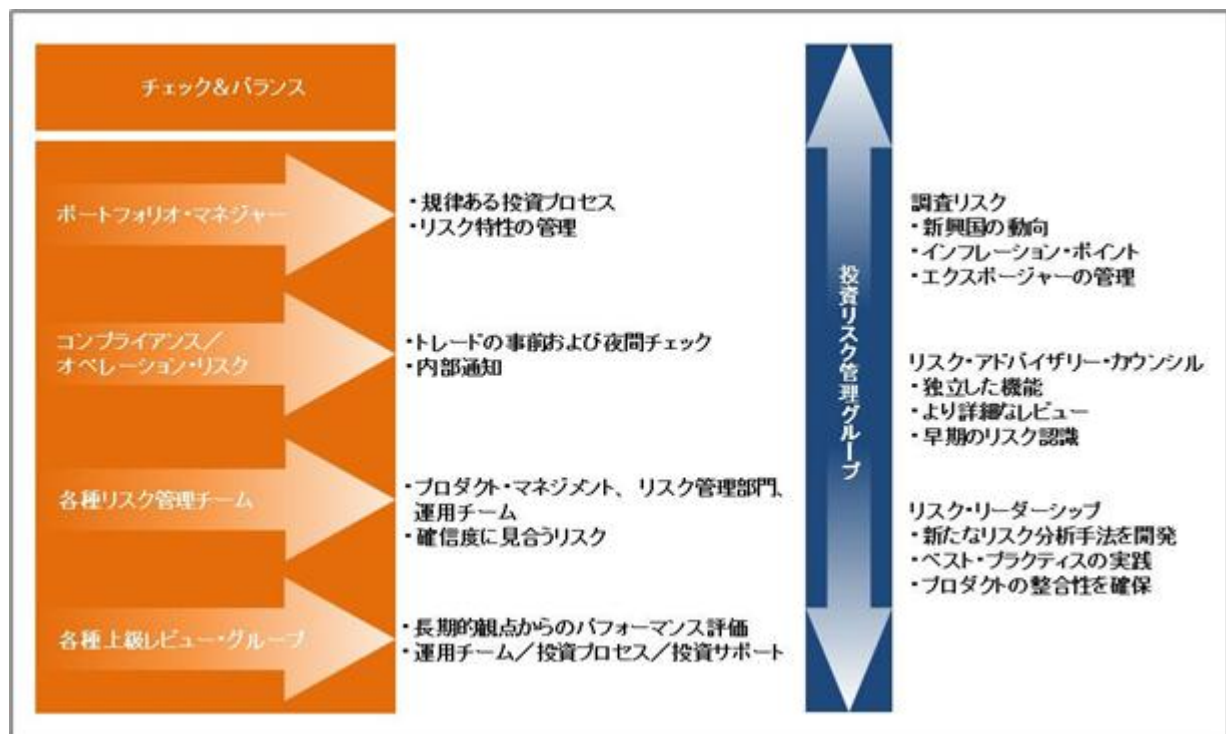 チェック&バランス
ポートフォリオ・マネジャー
・規律ある投資プロセス
・リスク特性の管理
コンプライアンス／
オペレーション・リスク
・トレードの事前および夜間チェック
・内部通知
各種リスク管理チーム
・プロダクト・マネジメント、リスク管理部門、
運用チーム
・確信度に見合うリスク
各種上級レビュー・グループ
・長期的観点からのパフォーマンス評価
・運用チーム／投資プロセス／投資サポート
投資リスク管理グループ
調査リスク
・新興国の動向
・インフレーション・ポイント
・エクスポージャーの管理
リスク・アドバイザリー・カウンシル
・独立した機能
・より詳細なレビュー
・早期のリスク認識
リスク・リーダーシップ
・新たなリスク分析手法を開発
・ベスト・プラクティスの実践
・プロダクトの整合性を確保